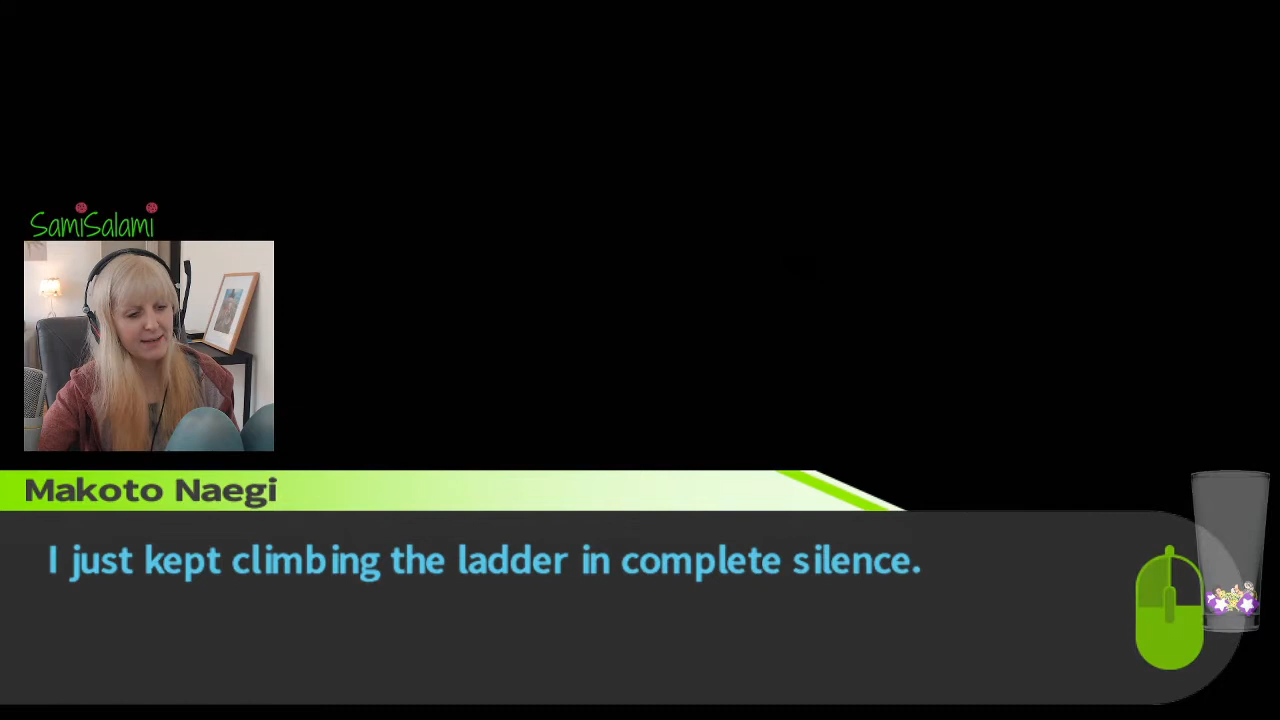 SamiSalami
Makoto Naegi
I just kept climbing the ladder in complete silence.